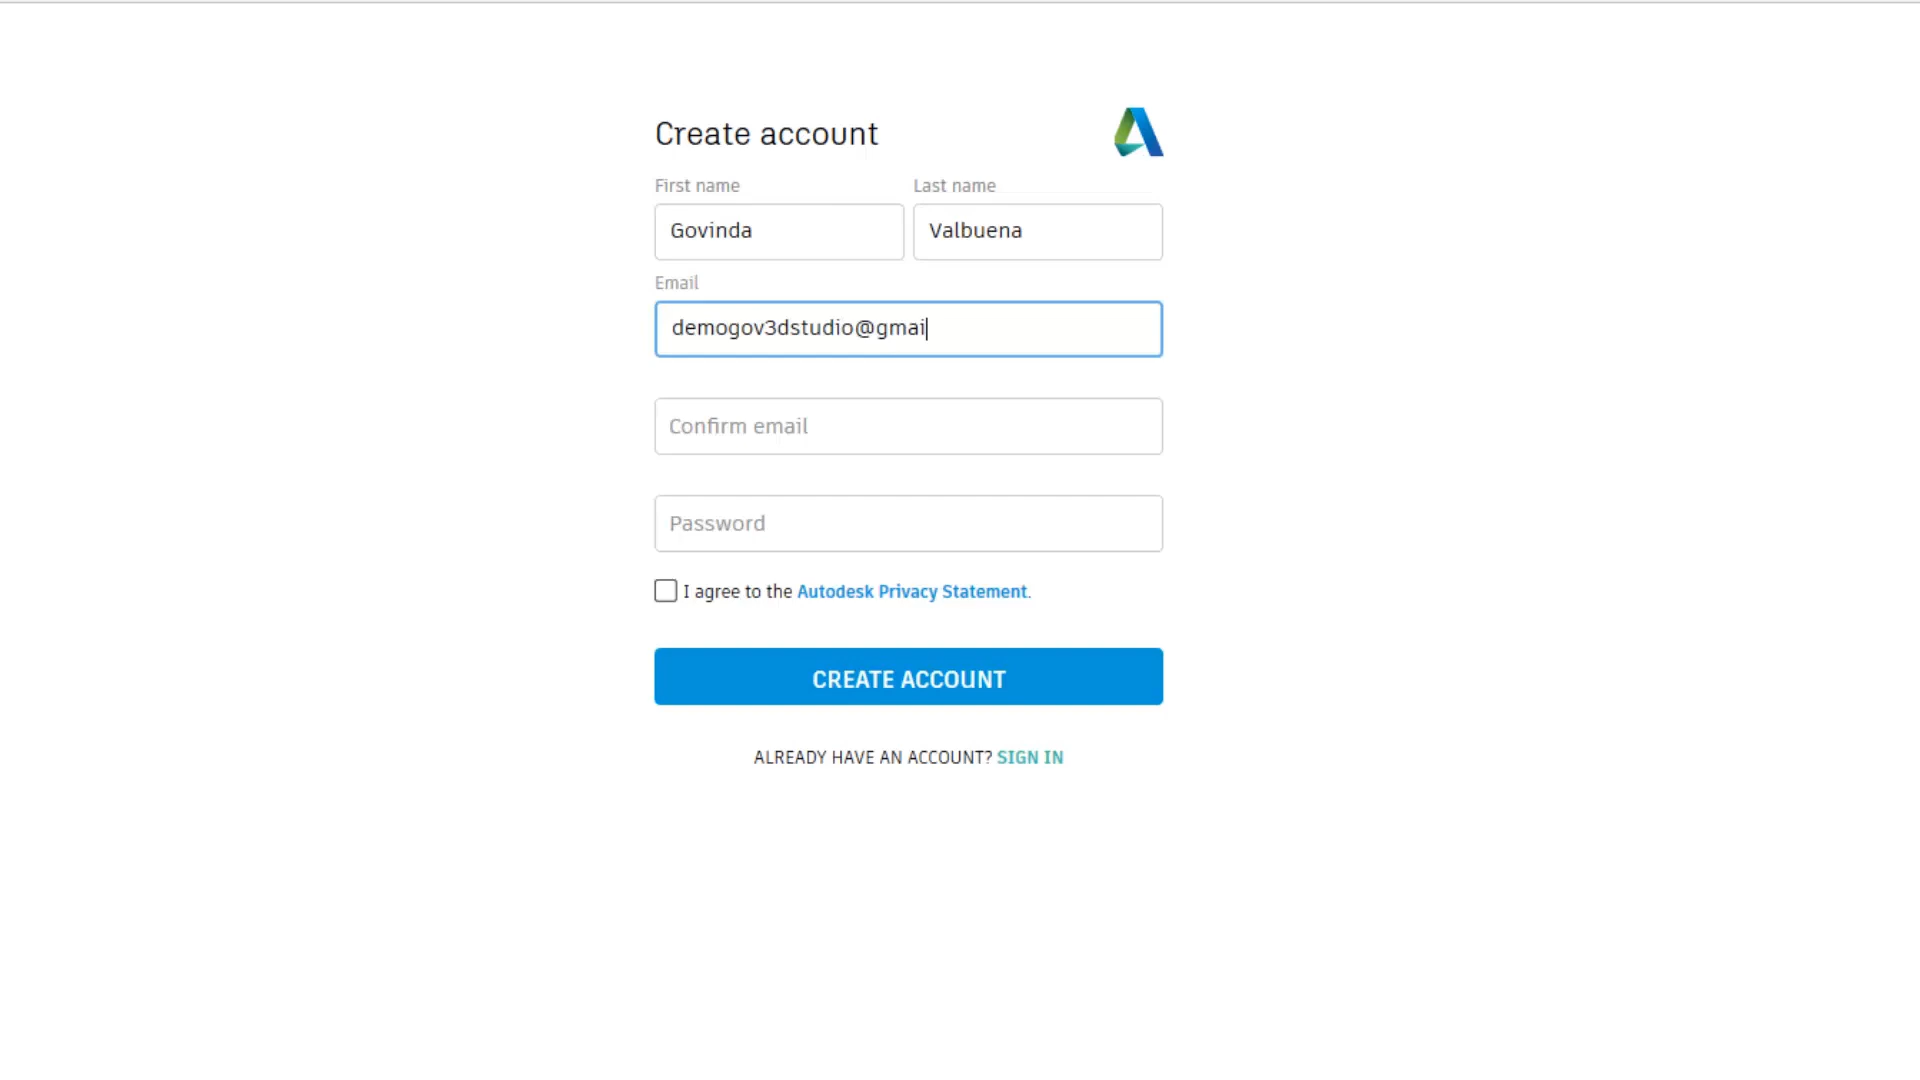 Create account
First name Last name
Govinda Valbuena
Email
demogov3dstudio@gmai
Confirm email
Password
I agree to the Autodesk Privacy Statement.
CREATE ACCOUNT
ALREADY HAVE AN ACCOUNT? SIGN IN